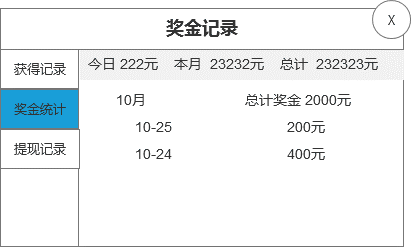 X
奖金记录
获得记录
今日 222元 本月 23232元 总计 232323元
奖金统计
10月 总计奖金 2000元
10-25 200元
提现记录
10-24 400元